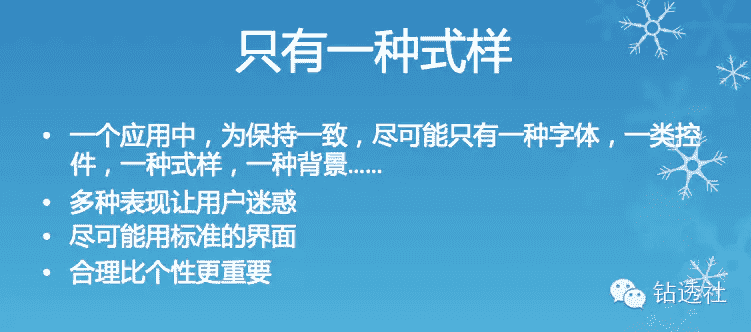 只有一种式样
• 一个应用中，为保持一致，尽可能只有一种字体，一类控
件，一种式样，一种背景......
• 多种表现让用户迷惑
• 尽可能用标准的界面
• 合理比个性更重要
钻透社